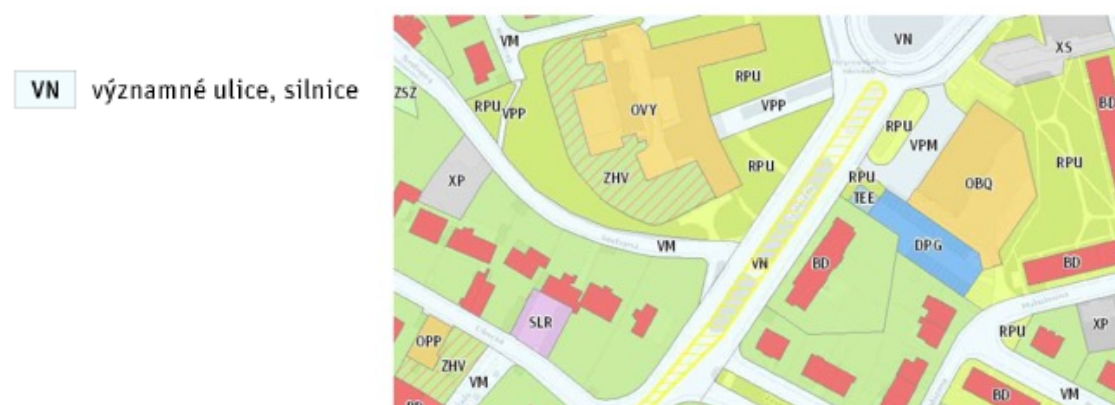 VN významné ulice, silnice
VM
VN
XS
ZSZ
RPU
VPP
OVY
RPU
VPP
BD
RPU
VPM
XP
ZHV
RPU
RPU
TEE
OBQ
RPU
VM
VN
BD
DPG
BD
SLR
OPP
ZHV
VM
RPU
XP
BD
VM